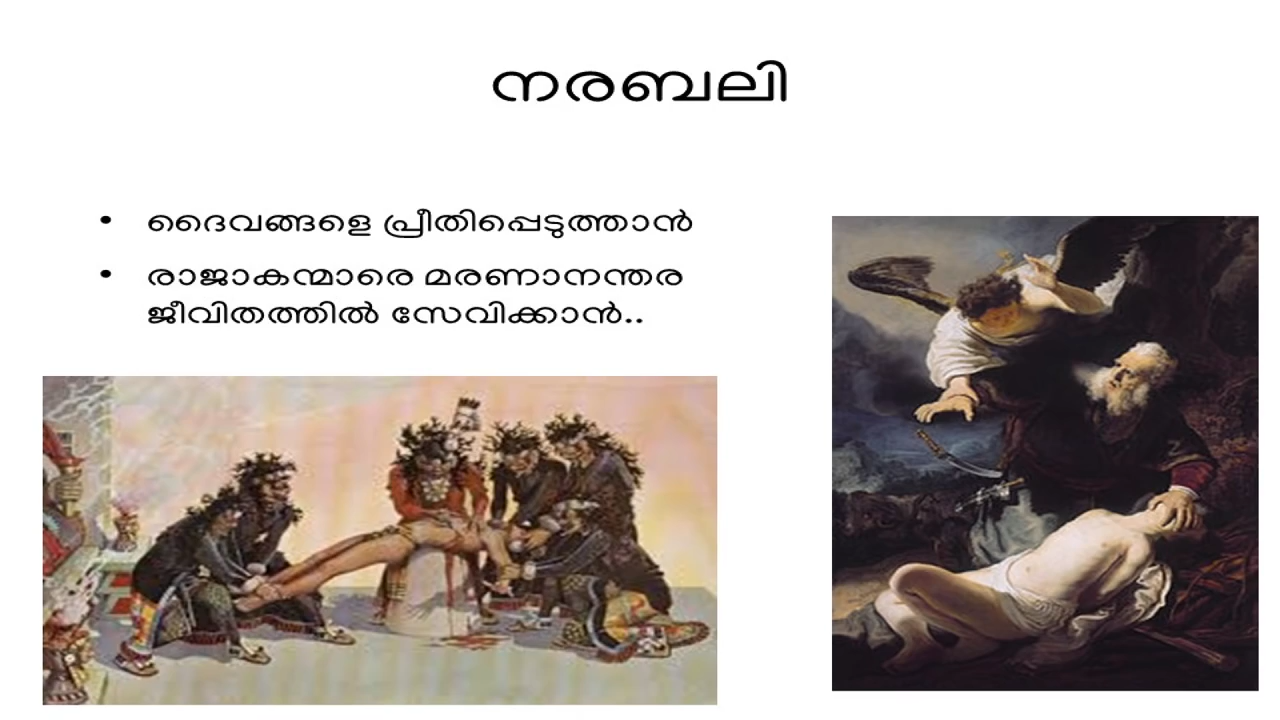 നരബലി
• ദൈവങ്ങളെ പ്രീതിപ്പെടുത്താൻ
• രാജാകന്മാരെ മരണാനന്തര
ജീവിതത്തിൽ സേവിക്കാൻ..